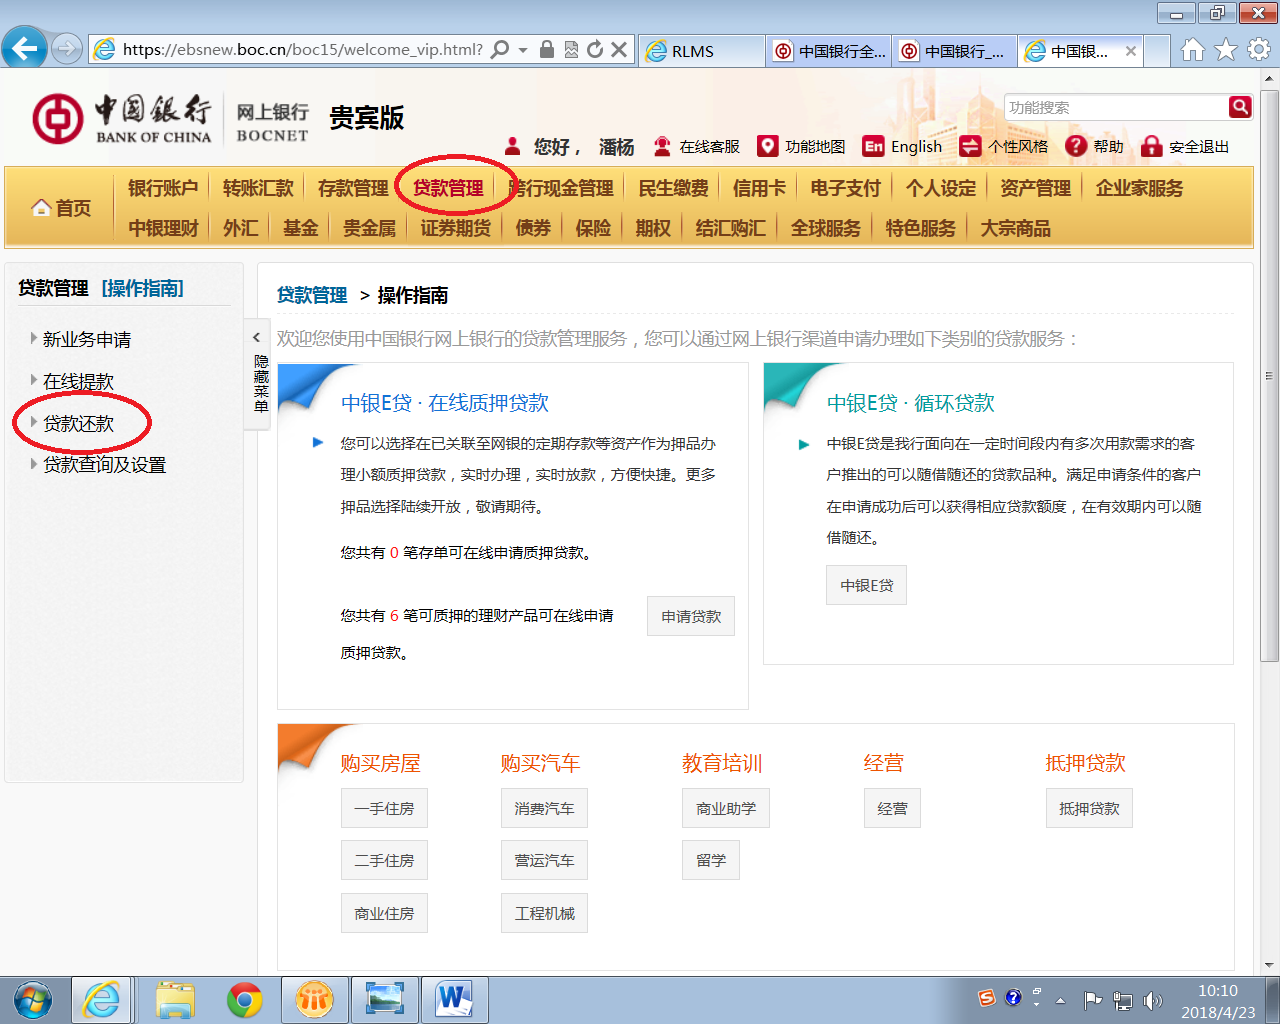 https://ebsnew.boc.cn/boc15/welcome_vip.html?
RLMS
中国银行全...
中国银行_...
中国银...
中国银行
BANK OF CHINA
网上银行
BOCNET
贵宾版
功能搜索
您好， 潘杨
在线客服
功能地图
En English
个性风格
帮助
安全退出
首页
银行账户 转账汇款 存款管理 贷款管理 跨行现金管理 民生缴费 信用卡 电子支付 个人设定 资产管理 企业家服务
中银理财 外汇 基金 贵金属 证券期货 债券 保险 期权 结汇购汇 全球服务 特色服务 大宗商品
贷款管理 [操作指南]
新业务申请
在线提款
贷款还款
贷款查询及设置
<
隐藏菜单
贷款管理 > 操作指南
欢迎您使用中国银行网上银行的贷款管理服务，您可以通过网上银行渠道申请办理如下类别的贷款服务：
中银E贷 · 在线质押贷款
您可以选择在已关联至网银的定期存款等资产作为押品办
理小额质押贷款，实时办理，实时放款，方便快捷。更多
押品选择陆续开放，敬请期待。
您共有 0 笔存单可在线申请质押贷款。
您共有 6 笔可质押的理财产品可在线申请
质押贷款。
申请贷款
中银E贷 · 循环贷款
中银E贷是我行面向在一定时间段内有多次用款需求的客
户推出的可以随借随还的贷款品种。满足申请条件的客户
在申请成功后可以获得相应贷款额度，在有效期内可以随
借随还。
中银E贷
购买房屋 购买汽车 教育培训 经营 抵押贷款
一手住房 消费汽车 商业助学 经营 抵押贷款
二手住房 营运汽车 留学
商业住房 工程机械
10:10
2018/4/23